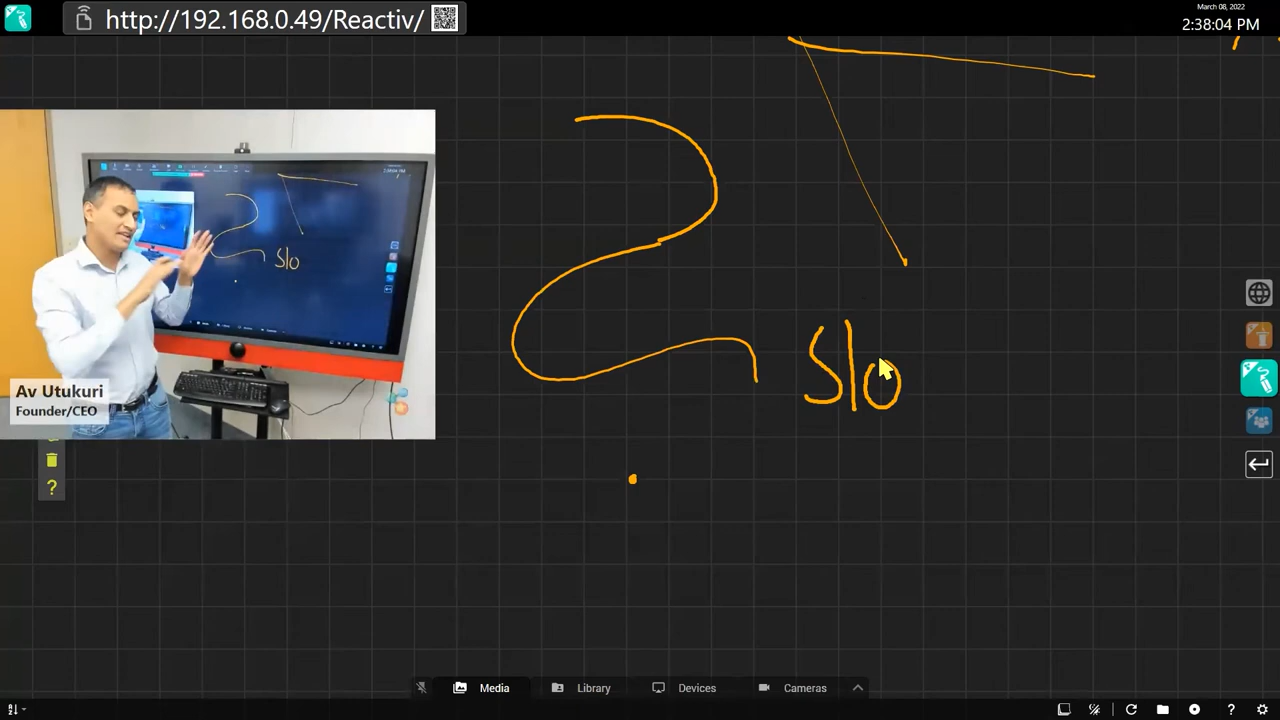 http://192.168.0.49/Reactiv/
March 08, 2022
2:38:04 PM
Slo
Slo
Av Utukuri
Founder/CEO
?
Media
Library
Devices
Cameras
?